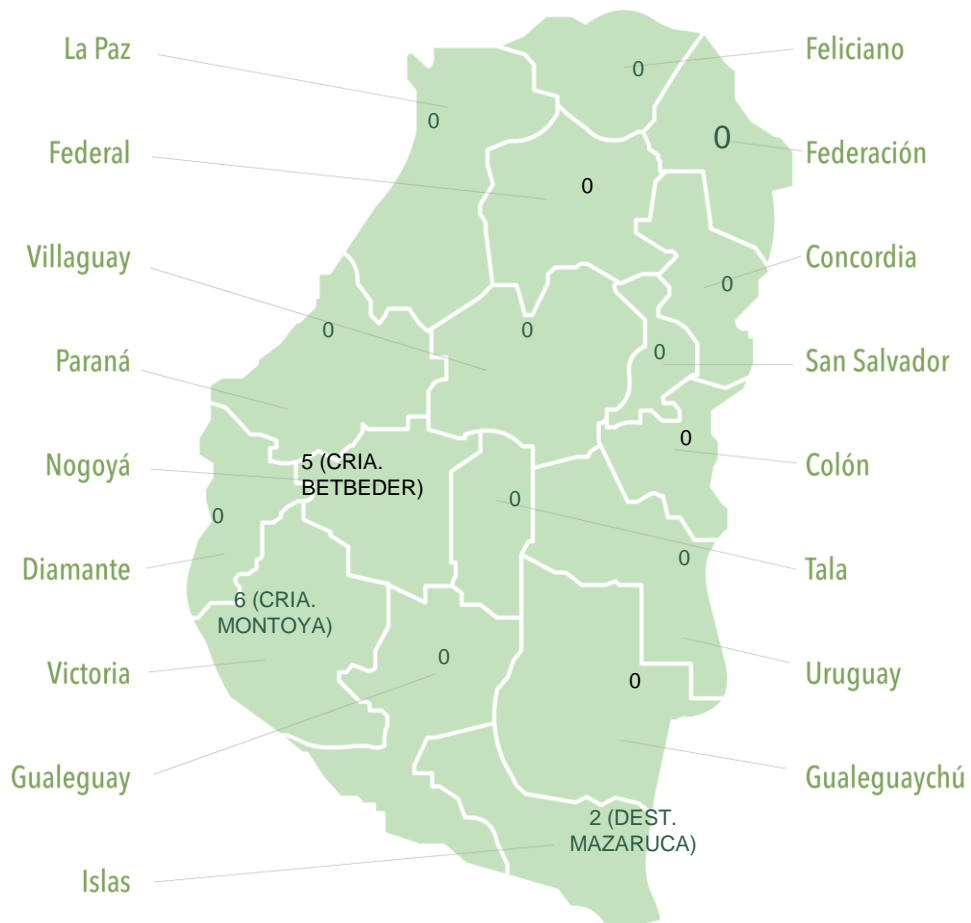 La Paz
Feliciano
0
0
Federal
0
Federación
0
Villaguay
Concordia
0
0
0
Paraná
0
San Salvador
0
Nogoyá
5 (CRIA.
BETBEDER)
Colón
0
0
Diamante
0
Tala
6 (CRIA.
MONTOYA)
Victoria
0
0
Uruguay
Gualeguay
Gualeguaychú
2 (DEST.
MAZARUCA)
Islas